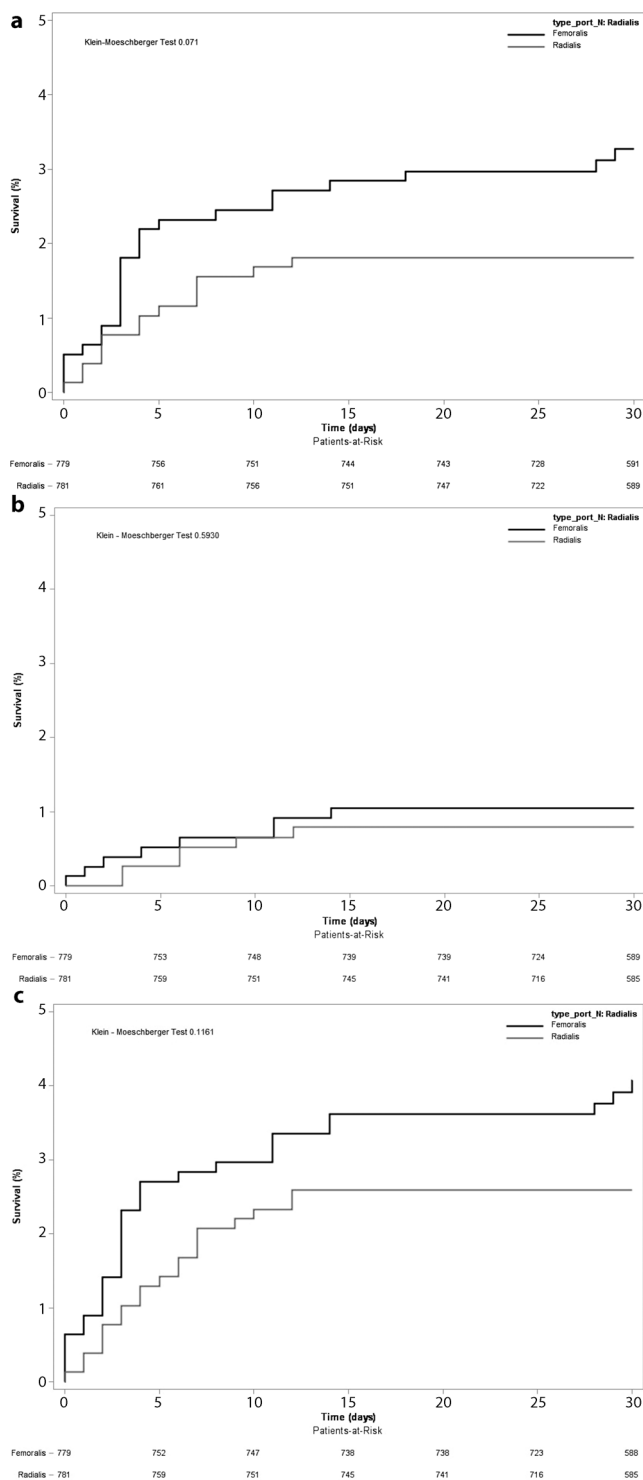 a
type_port_N: Radialis
Klein-Moeschberger Test 0.071
Femoralis
Radialis
5
4
3
2
1
0
Survival (%)
0 5 10 15 20 25 30
Time (days)
Patients-at-Risk
Femoralis – 779 756 751 744 743 728 591
Radialis – 781 761 756 751 747 722 589
b
type_port_N: Radialis
Klein - Moeschberger Test 0.5930
Femoralis
Radialis
5
4
3
2
1
0
Survival (%)
0 5 10 15 20 25 30
Time (days)
Patients-at-Risk
Femoralis – 779 753 748 739 739 724 589
Radialis – 781 759 751 745 741 716 585
c
type_port_N: Radialis
Klein - Moeschberger Test 0.1161
Femoralis
Radialis
5
4
3
2
1
0
Survival (%)
0 5 10 15 20 25 30
Time (days)
Patients-at-Risk
Femoralis – 779 752 747 738 738 723 588
Radialis – 781 759 751 745 741 716 585